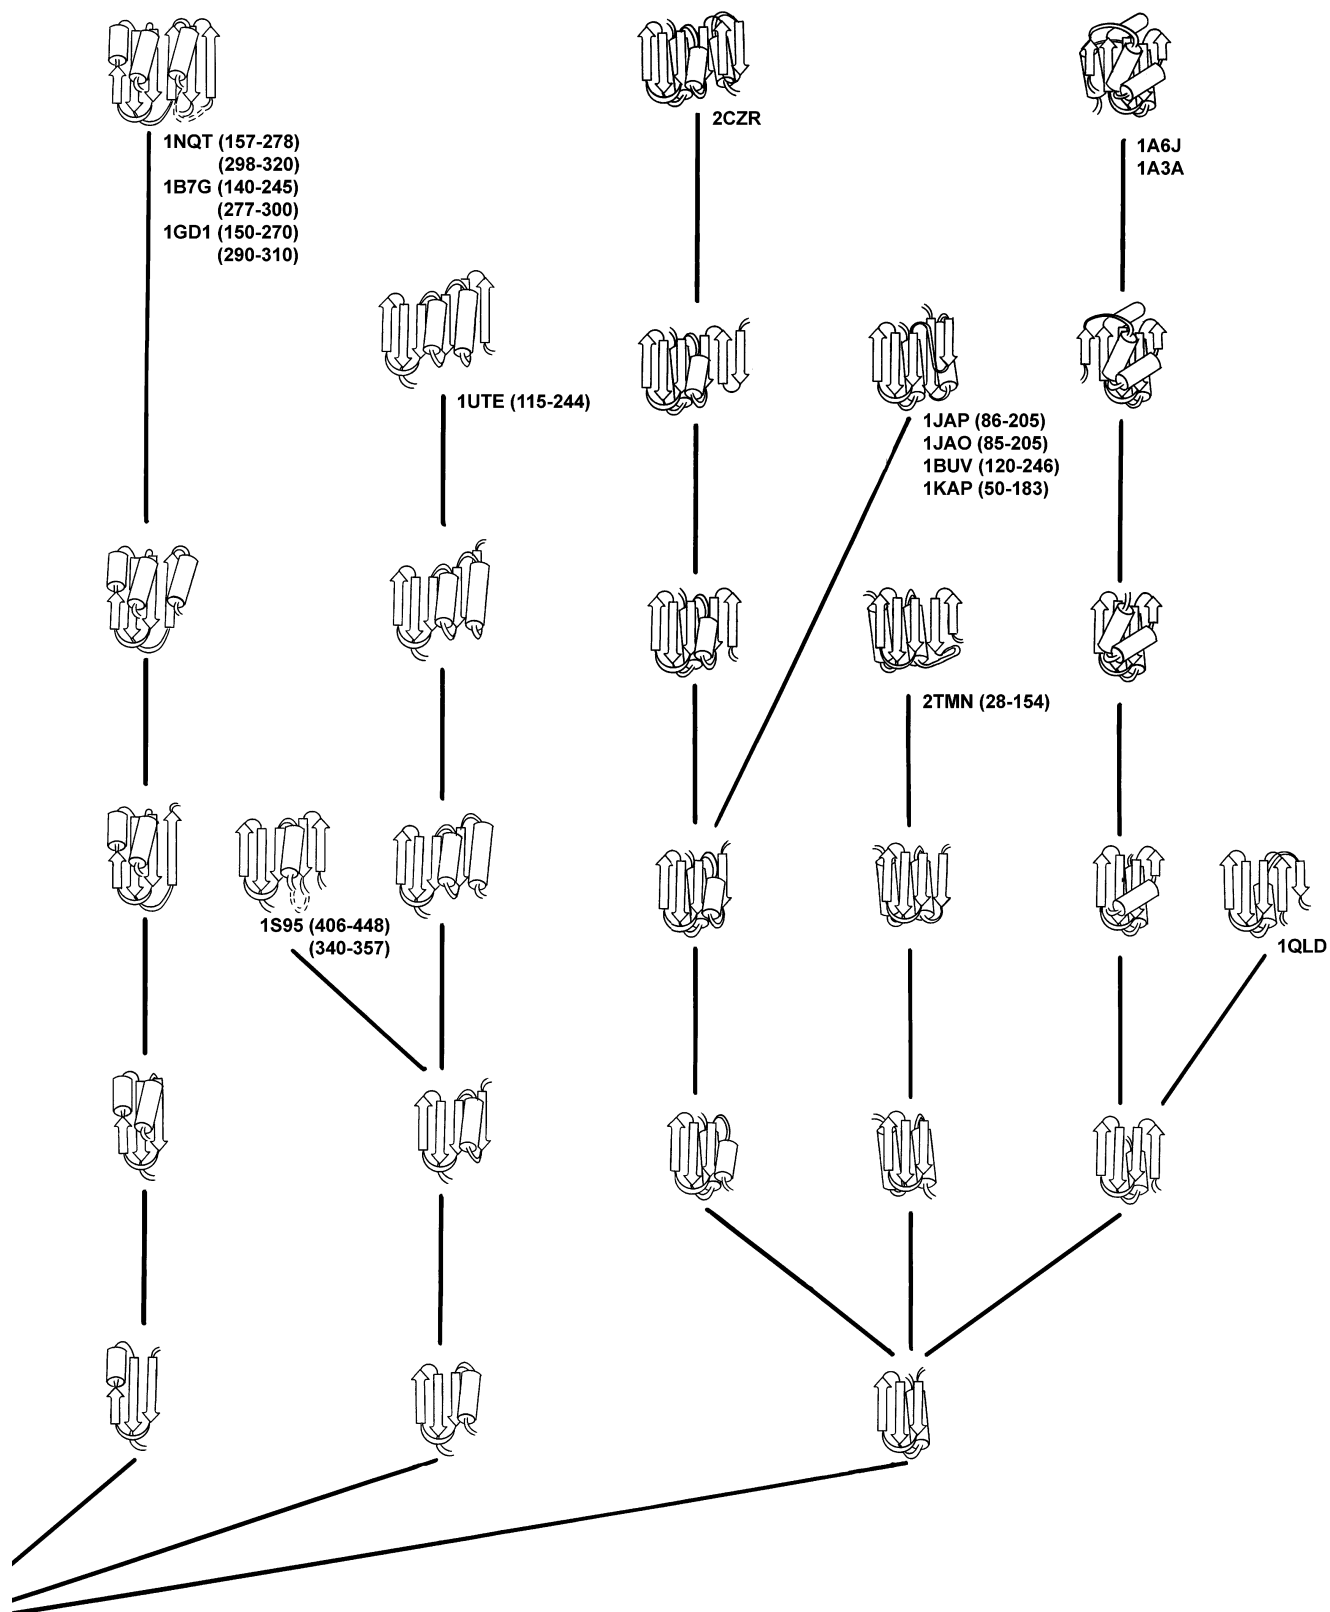 1NQT (157-278)
(298-320)
1B7G (140-245)
(277-300)
1GD1 (150-270)
(290-310)
2CZR
1A6J
1A3A
1UTE (115-244)
1JAP (86-205)
1JAO (85-205)
1BUV (120-246)
1KAP (50-183)
2TMN (28-154)
1S95 (406-448)
(340-357)
1QLD